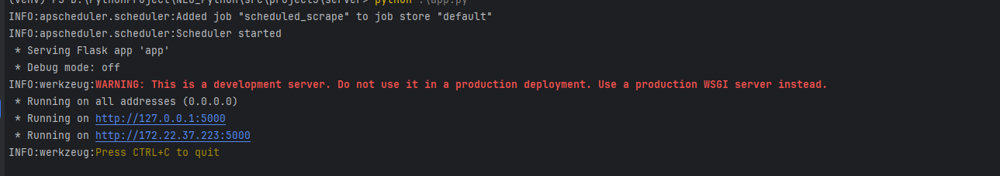 (venv) PS D:\PythonProject\NEU_Python\src\project3\server> python .\app.py
INFO:apscheduler.scheduler:Added job "scheduled_scrape" to job store "default"
INFO:apscheduler.scheduler:Scheduler started
 * Serving Flask app 'app'
 * Debug mode: off
INFO:werkzeug:WARNING: This is a development server. Do not use it in a production deployment. Use a production WSGI server instead.
 * Running on all addresses (0.0.0.0)
 * Running on http://127.0.0.1:5000
 * Running on http://172.22.37.223:5000
INFO:werkzeug:Press CTRL+C to quit